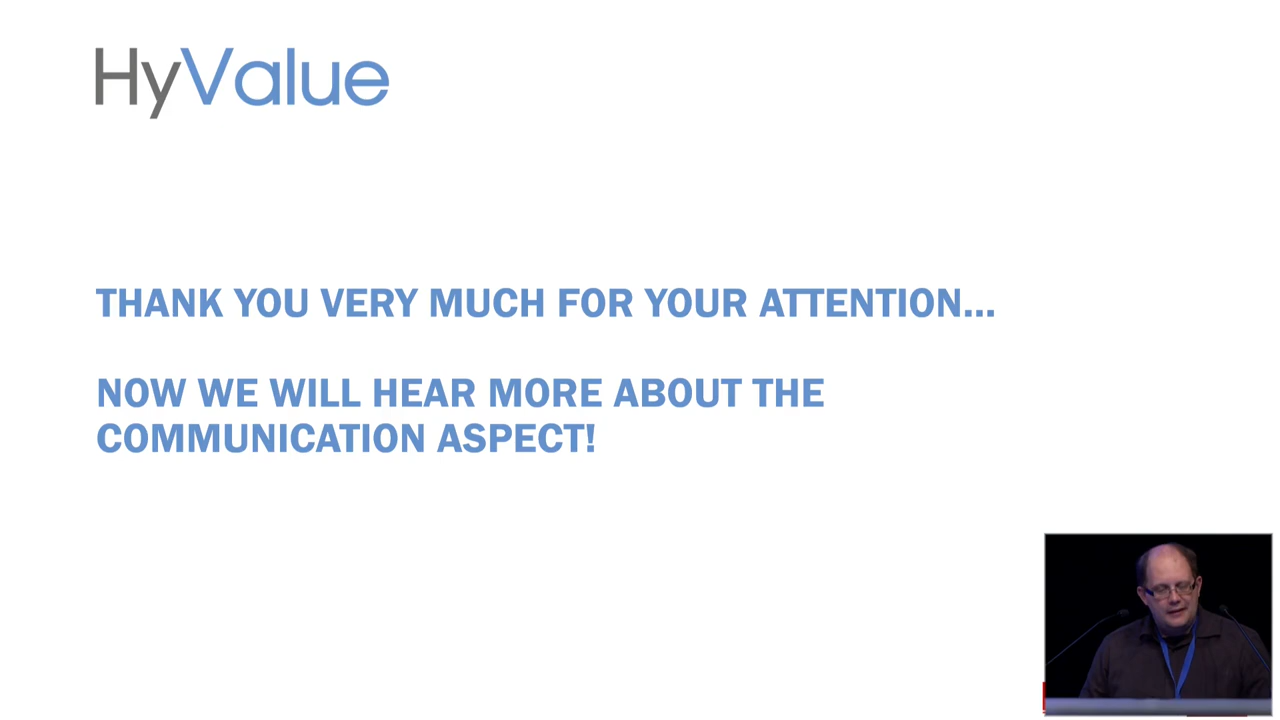 HyValue
THANK YOU VERY MUCH FOR YOUR ATTENTION...
NOW WE WILL HEAR MORE ABOUT THE
COMMUNICATION ASPECT!